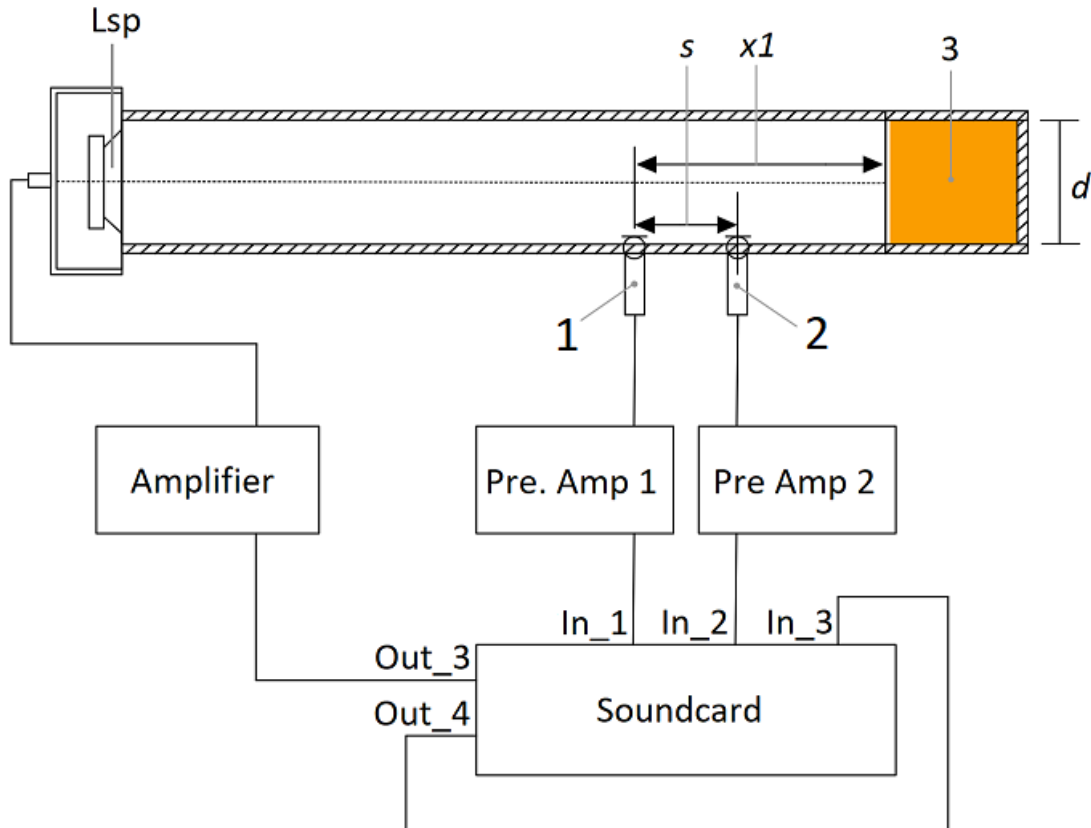 Lsp
s
x1
3
d
1
2
Amplifier
Pre. Amp 1
Pre Amp 2
In_1
In_2
In_3
Out_3
Out_4
Soundcard